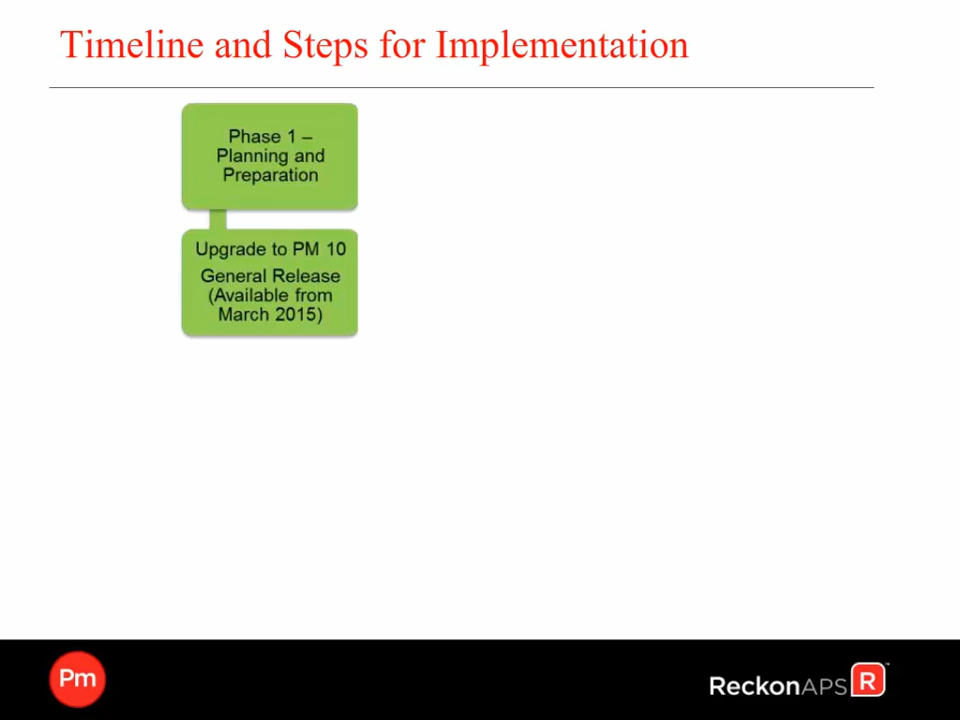 Timeline and Steps for Implementation
Phase 1 –
Planning and
Preparation
Upgrade to PM 10
General Release
(Available from
March 2015)
Pm
ReckonAPS R™